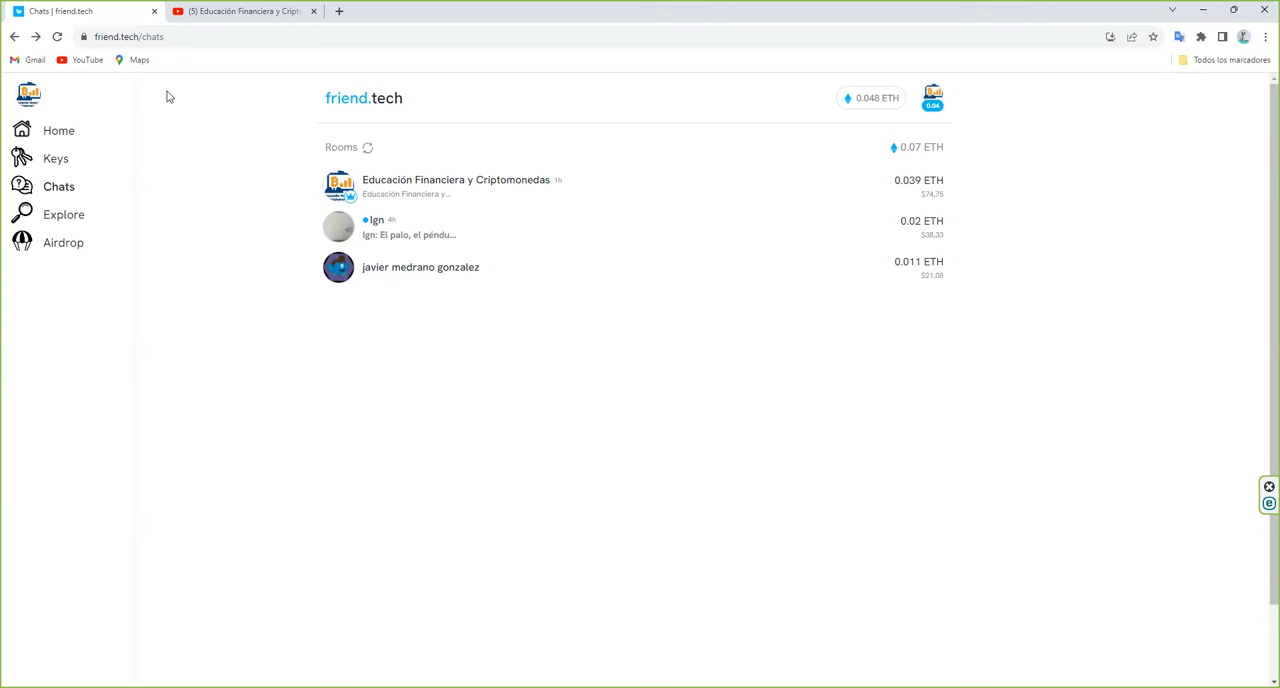 Chats | friend.tech
(5) Educación Financiera y Cripto
friend.tech/chats
Gmail
YouTube
Maps
Todos los marcadores
Home
Keys
Chats
Explore
Airdrop
friend.tech
0.048 ETH
0.04
Rooms
0.07 ETH
Educación Financiera y Criptomonedas 1h
Educación Financiera y...
0.039 ETH
$74,75
Ign 4h
Ign: El palo, el péndu...
0.02 ETH
$38,33
javier medrano gonzalez
0.011 ETH
$21,08